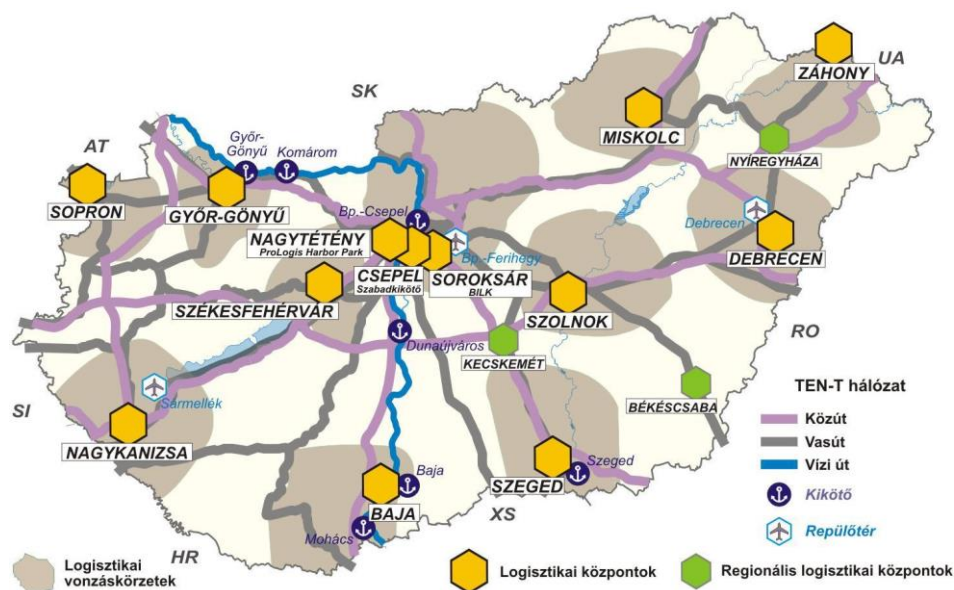 UA
ZÁHONY
SK
MISKOLC
AT
Győr-
Gönyű
Komárom
NYÍREGYHÁZA
SOPRON
GYŐR-GÖNYŰ
Bp.-Csepel
Debrecen
NAGYTÉTÉNY
ProLogis Harbor Park
Bp.-Ferihegy
DEBRECEN
CSEPEL
Szabadkikötő
SOROKSÁR
BILK
SZÉKESFEHÉRVÁR
SZOLNOK
RO
Dunaújváros
KECSKEMÉT
Sármellék
BÉKÉSCSABA
SI
NAGYKANIZSA
SZEGED
Szeged
Baja
BAJA
XS
Mohács
HR
TEN-T hálózat
Közút
Vasút
Vízi út
Kikötő
Repülőtér
Logisztikai
vonzáskörzetek
Logisztikai központok
Regionális logisztikai központok